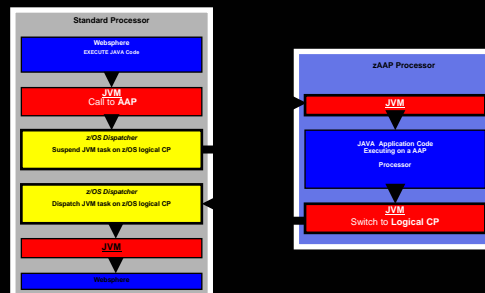 Standard Processor
Websphere
EXECUTE JAVA Code
JVM
Call to AAP
z/OS Dispatcher
Suspend JVM task on z/OS logical CP
z/OS Dispatcher
Dispatch JVM task on z/OS logical CP
JVM
Websphere
zAAP Processor
JVM
JAVA Application Code
Executing on a AAP
Processor
JVM
Switch to Logical CP